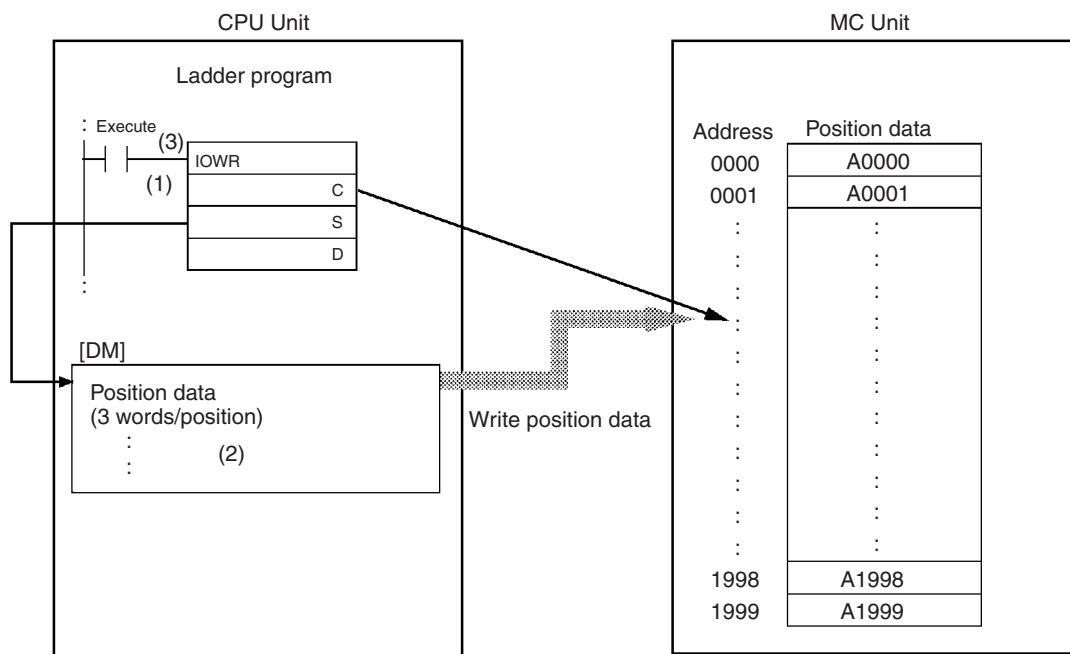 CPU Unit
Ladder program
:
Execute
(3)
IOWR
(1)
C
S
D
:
[DM]
Position data
(3 words/position)
:
(2)
:
Write position data
MC Unit
Address Position data
0000 A0000
0001 A0001
: :
: :
: :
: :
: :
: :
: :
: :
: :
: :
: :
: :
1998 A1998
1999 A1999